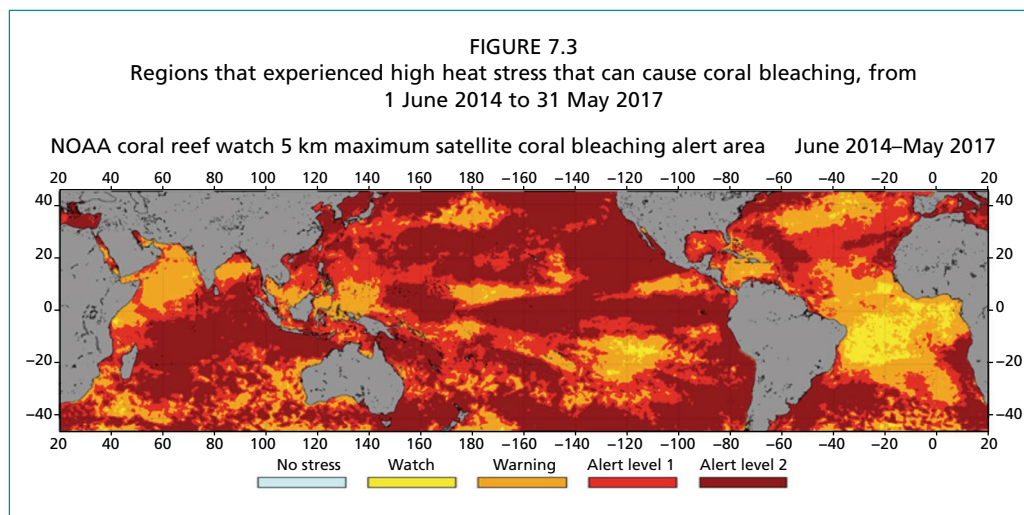 FIGURE 7.3
Regions that experienced high heat stress that can cause coral bleaching, from
1 June 2014 to 31 May 2017
NOAA coral reef watch 5 km maximum satellite coral bleaching alert area June 2014–May 2017
20 40 60 80 100 120 140 160 180 −160 −140 −120 −100 −80 −60 −40 −20 0 20
40 40
20 20
0 0
−20 −20
−40 −40
20 40 60 80 100 120 140 160 180 −160 −140 −120 −100 −80 −60 −40 −20 0 20
No stress Watch Warning Alert level 1 Alert level 2